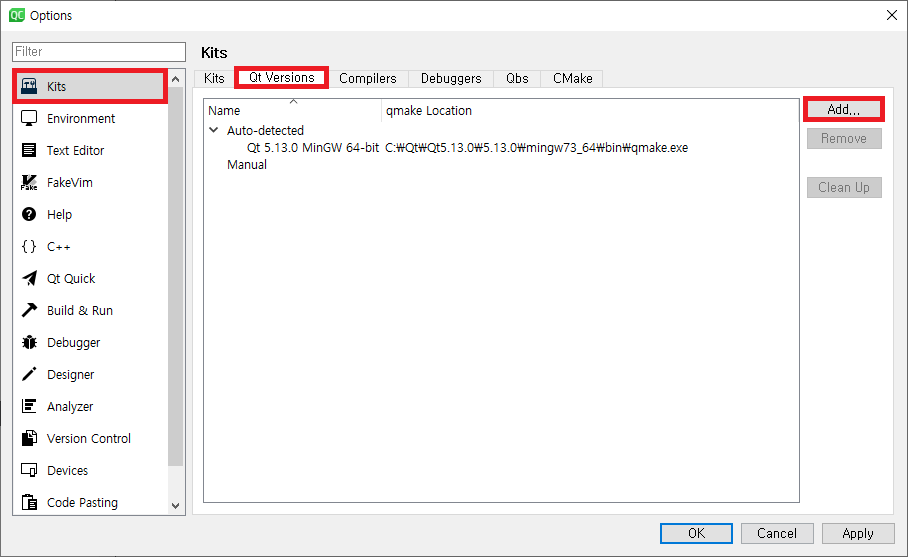 QC Options
Filter
Kits
Environment
Text Editor
Fake
FakeVim
Help
{} C++
Qt Quick
Build & Run
Debugger
Designer
Analyzer
Version Control
Devices
Code Pasting
Kits
Kits Qt Versions Compilers Debuggers Qbs CMake
Name qmake Location
Auto-detected
Qt 5.13.0 MinGW 64-bit C:₩Qt₩Qt5.13.0₩5.13.0₩mingw73_64₩bin₩qmake.exe
Manual
Add...
Remove
Clean Up
OK Cancel Apply